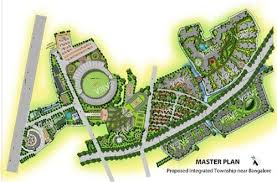 MASTER PLAN
Proposed Integrated Township near Bangalore